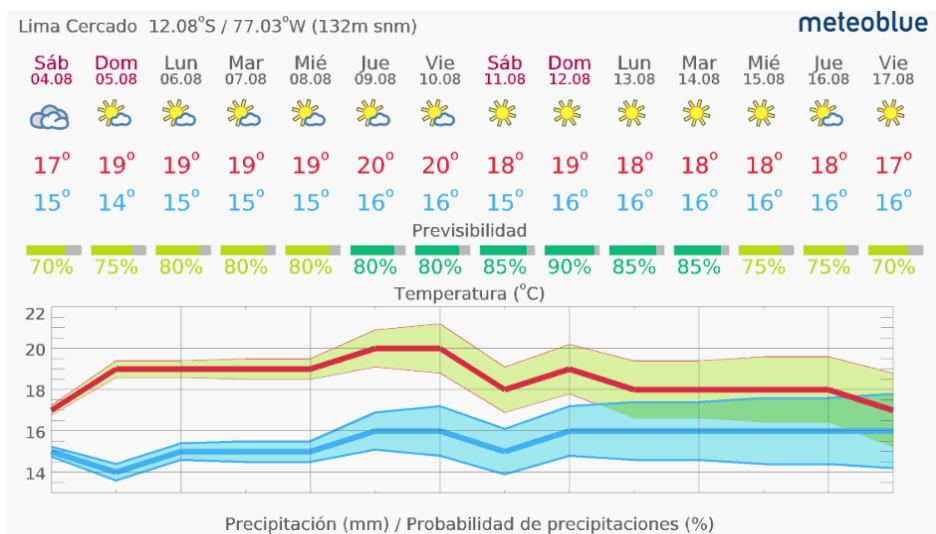 Lima Cercado 12.08°S / 77.03°W (132m snm) meteoblue
Sáb Dom Lun Mar Mié Jue Vie Sáb Dom Lun Mar Mié Jue Vie
04.08 05.08 06.08 07.08 08.08 09.08 10.08 11.08 12.08 13.08 14.08 15.08 16.08 17.08
17° 19° 19° 19° 19° 20° 20° 18° 19° 18° 18° 18° 18° 17°
15° 14° 15° 15° 15° 16° 16° 15° 16° 16° 16° 16° 16° 16°
Previsibilidad
70% 75% 80% 80% 80% 80% 80% 85% 90% 85% 85% 75% 75% 70%
Temperatura (°C)
22
20
18
16
14
Precipitación (mm) / Probabilidad de precipitaciones (%)